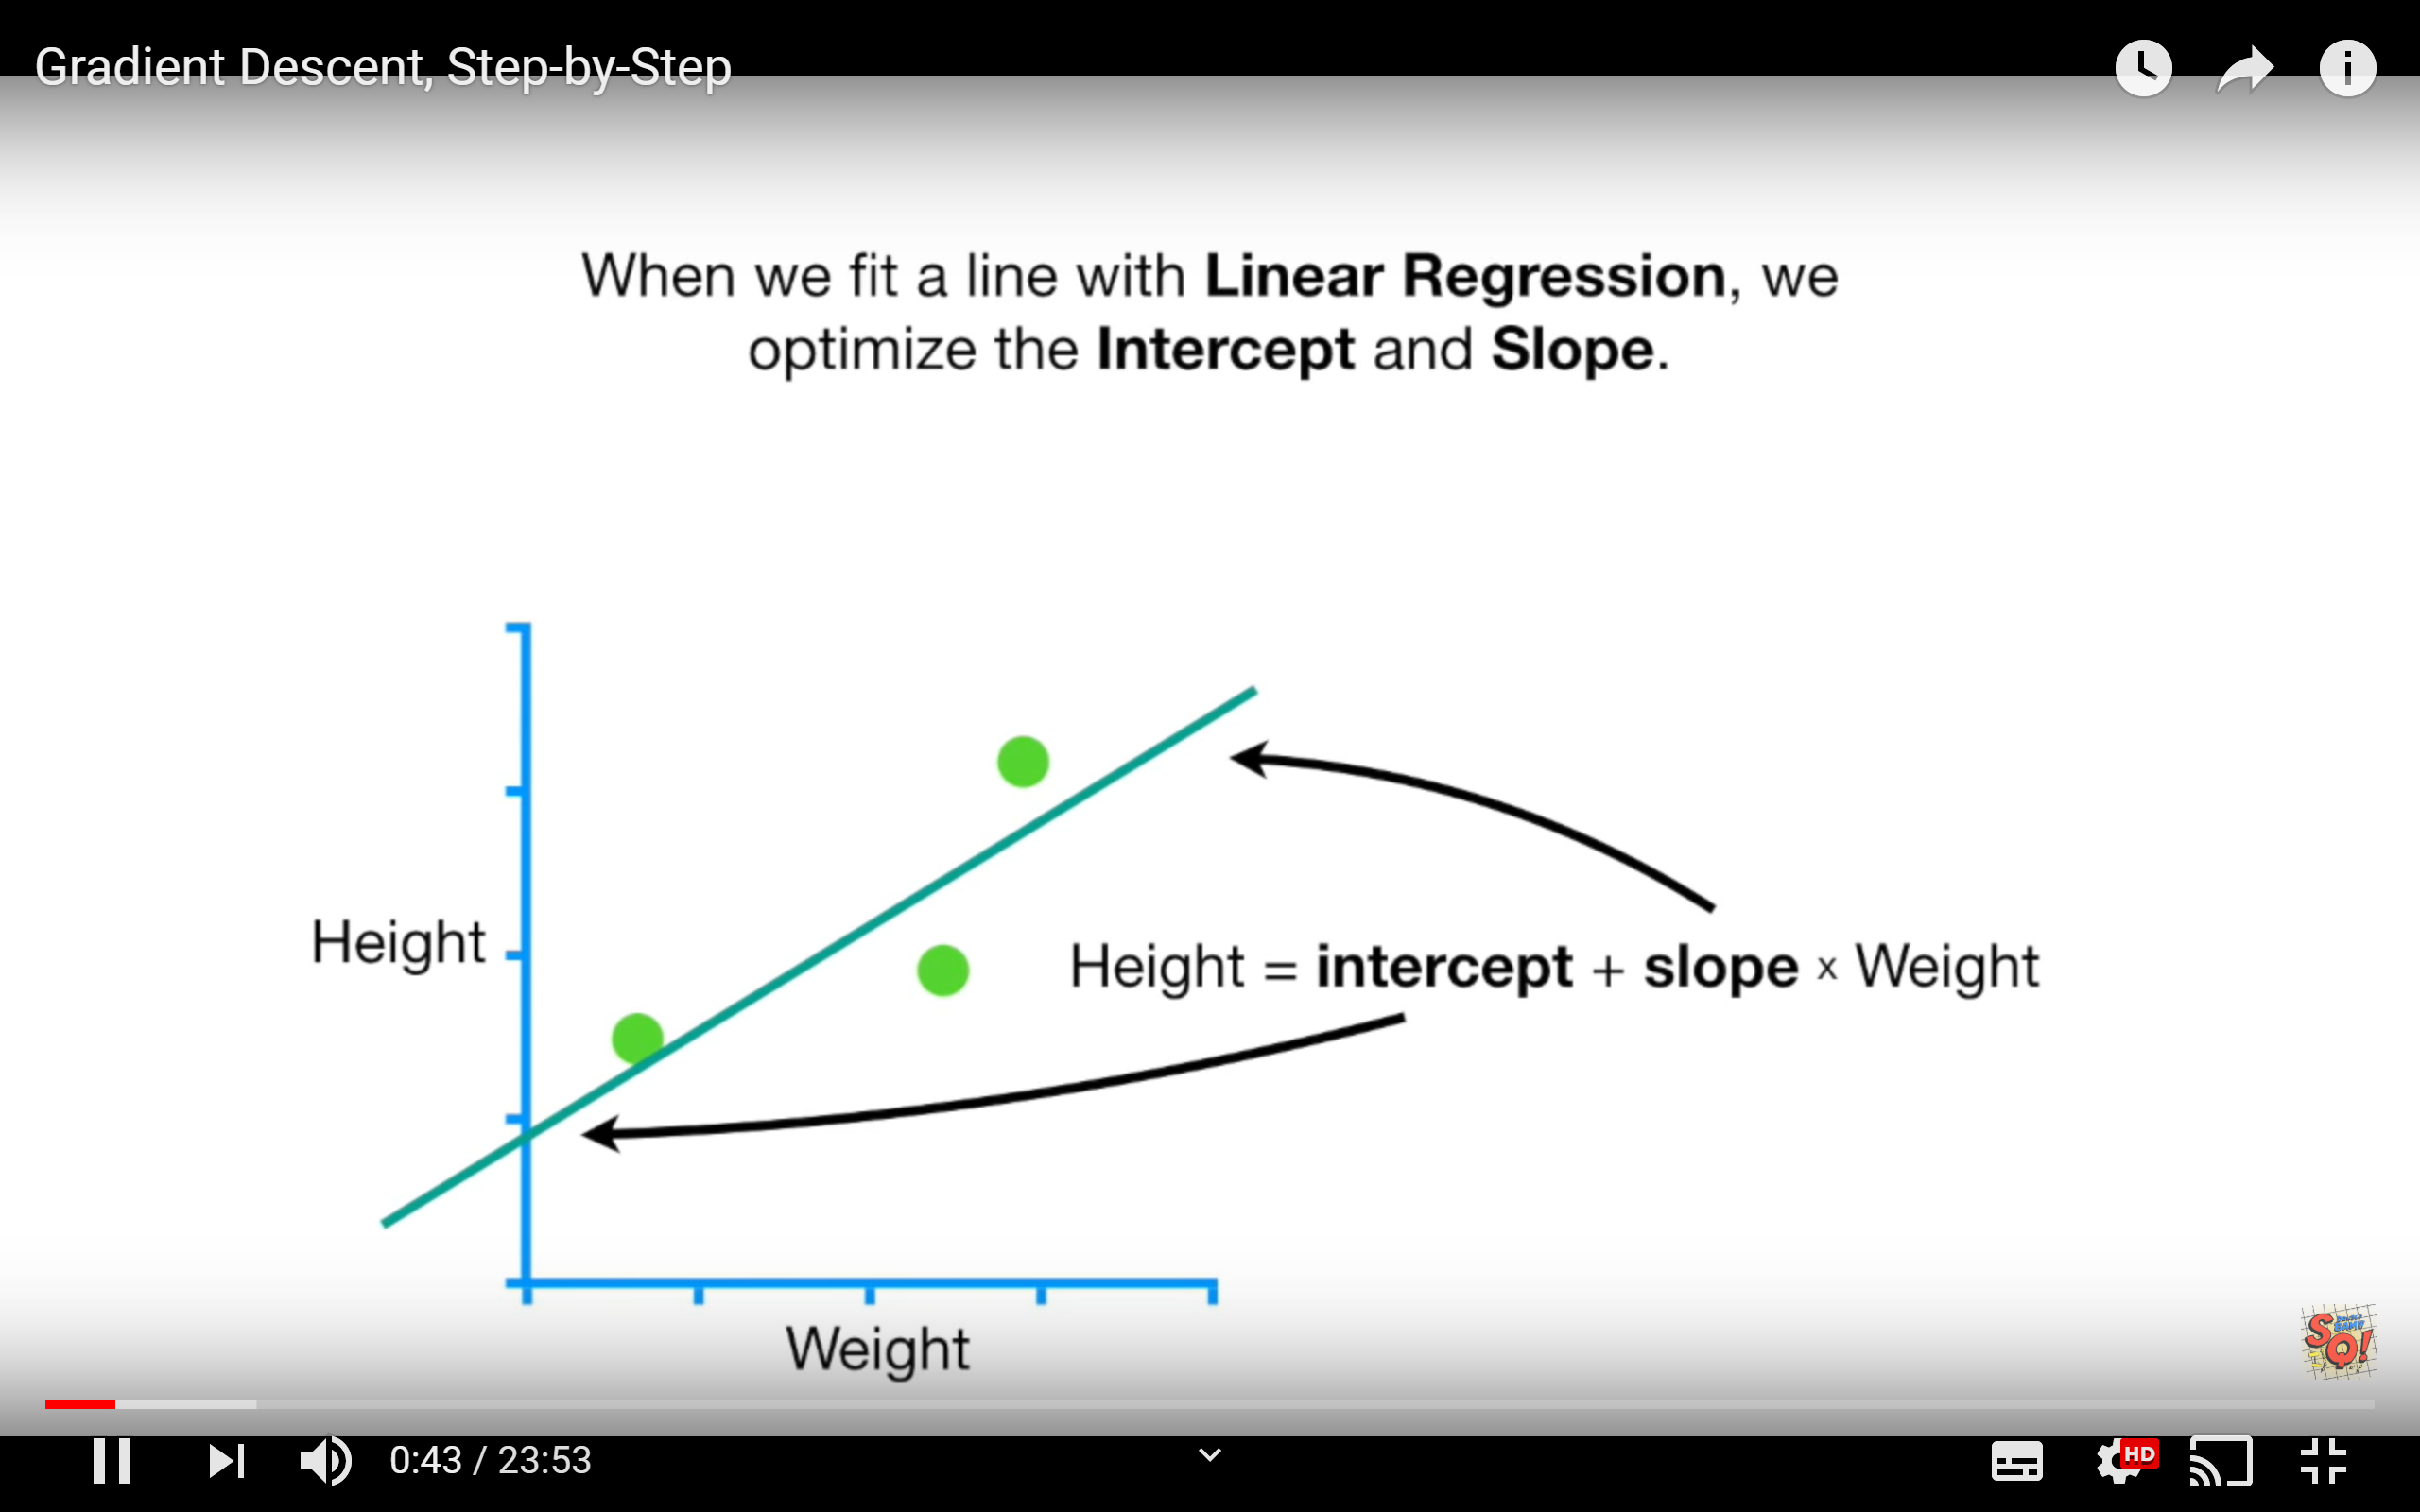 Gradient Descent, Step-by-Step
When we fit a line with Linear Regression, we
optimize the Intercept and Slope.
Height
Height = intercept + slope x Weight
Weight
SQ!
0:43 / 23:53
HD